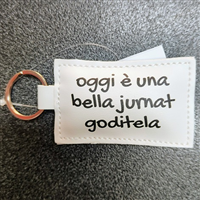 oggi è una
bella jurnat
goditela